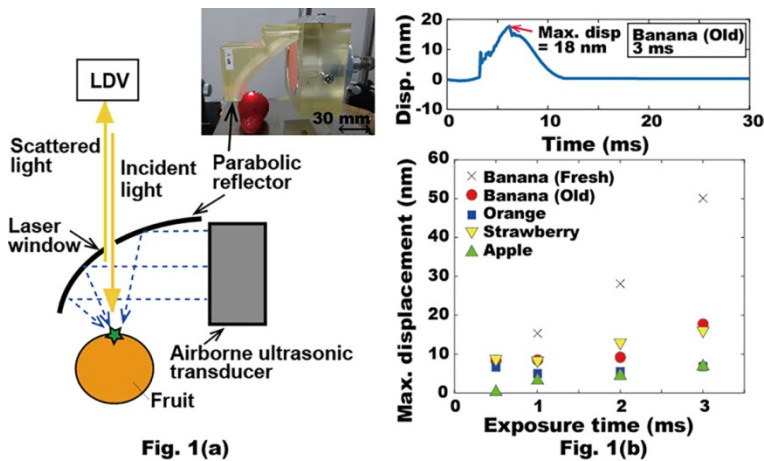 LDV
Scattered
light
Incident
light
Laser
window
30 mm
Parabolic
reflector
Airborne ultrasonic
transducer
Fruit
Fig. 1(a)
Disp. (nm)
20
10
0
-10
Max. disp
= 18 nm
Banana (Old)
3 ms
0
10
20
30
Time (ms)
Max. displacement (nm)
60
50
40
30
20
10
0
Banana (Fresh)
Banana (Old)
Orange
Strawberry
Apple
0
1
2
3
Exposure time (ms)
Fig. 1(b)